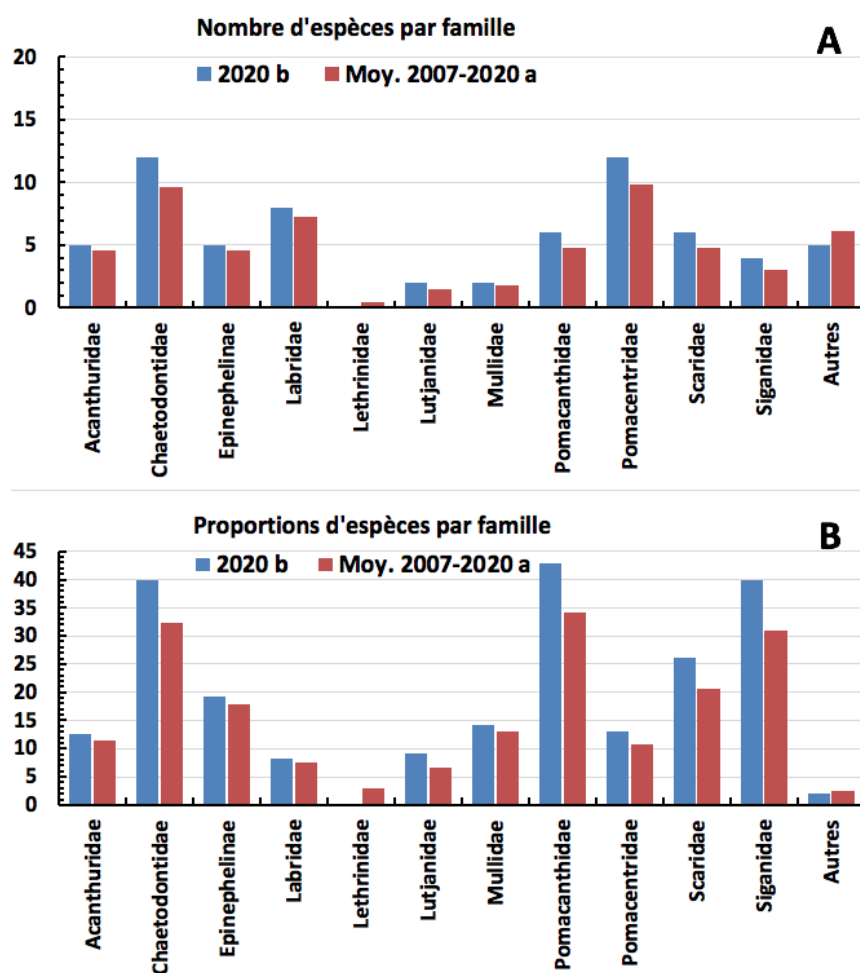 Nombre d'espèces par famille
A
20
2020 b
Moy. 2007-2020 a
15
10
5
0
Acanthuridae
Chaetodontidae
Epinephelinae
Labridae
Lethrinidae
Lutjanidae
Mullidae
Pomacanthidae
Pomacentridae
Scaridae
Siganidae
Autres
Proportions d'espèces par famille
B
45
2020 b
Moy. 2007-2020 a
40
35
30
25
20
15
10
5
0
Acanthuridae
Chaetodontidae
Epinephelinae
Labridae
Lethrinidae
Lutjanidae
Mullidae
Pomacanthidae
Pomacentridae
Scaridae
Siganidae
Autres